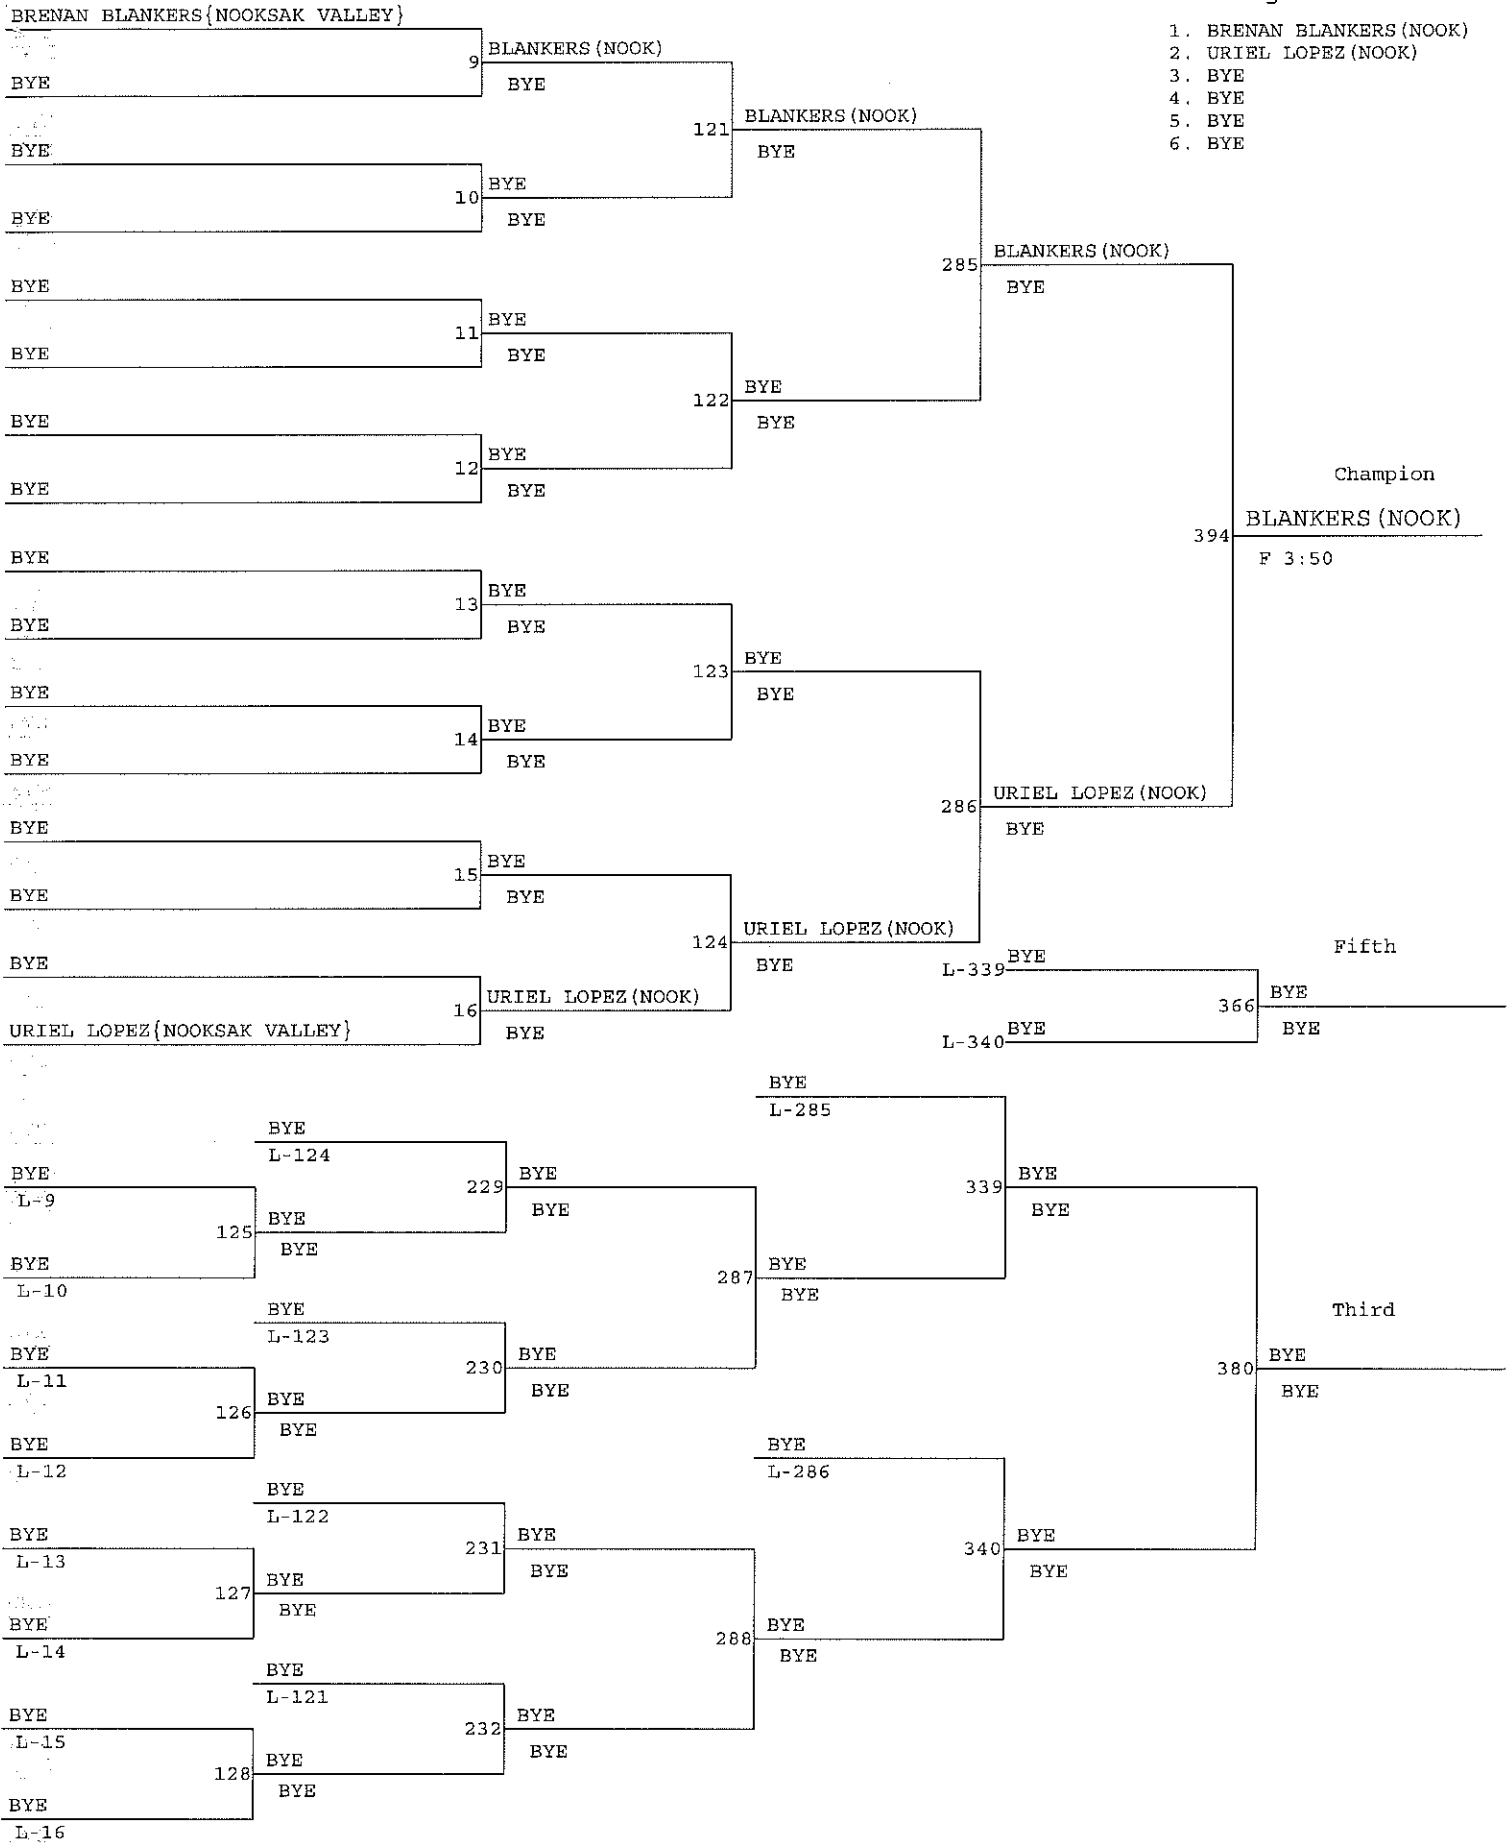 BRENAN BLANKERS{NOOKSAK VALLEY}
1. BRENAN BLANKERS(NOOK)
2. URIEL LOPEZ(NOOK)
3. BYE
4. BYE
5. BYE
6. BYE
9 BLANKERS(NOOK)
BYE
BYE
121 BLANKERS(NOOK)
BYE
BYE
10 BYE
BYE
BYE
285 BLANKERS(NOOK)
BYE
BYE
11 BYE
BYE
BYE
122 BYE
BYE
BYE
12 BYE
BYE
BYE
Champion
394 BLANKERS(NOOK)
F 3:50
BYE
13 BYE
BYE
BYE
123 BYE
BYE
BYE
14 BYE
BYE
BYE
286 URIEL LOPEZ(NOOK)
BYE
BYE
15 BYE
BYE
BYE
124 URIEL LOPEZ(NOOK)
BYE
BYE
16 URIEL LOPEZ(NOOK)
BYE
URIEL LOPEZ{NOOKSAK VALLEY}
Fifth
BYE
L-339
366 BYE
BYE
BYE
L-340
BYE
L-285
BYE
L-124
BYE
L-9
229 BYE
BYE
339 BYE
BYE
125 BYE
BYE
BYE
L-10
287 BYE
BYE
BYE
L-123
Third
BYE
L-11
230 BYE
BYE
380 BYE
BYE
126 BYE
BYE
BYE
L-12
BYE
L-286
BYE
L-122
BYE
L-13
231 BYE
BYE
340 BYE
BYE
127 BYE
BYE
BYE
L-14
288 BYE
BYE
BYE
L-121
BYE
L-15
232 BYE
BYE
128 BYE
BYE
BYE
L-16